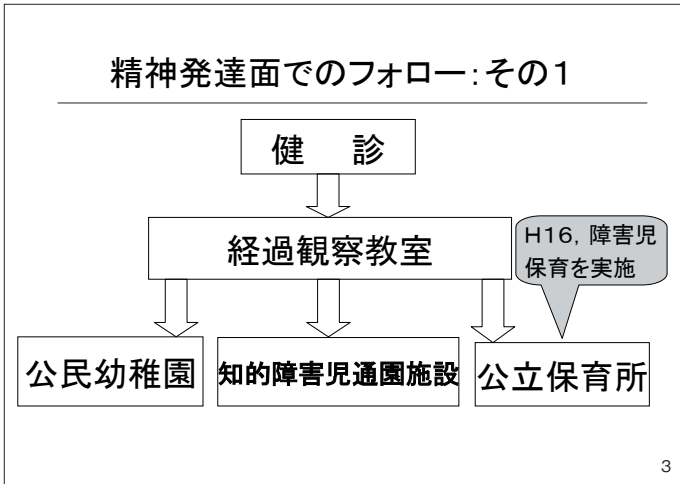 精神発達面でのフォロー:その1
健　診
経過観察教室
H16, 障害児
保育を実施
公民幼稚園
知的障害児通園施設
公立保育所
3